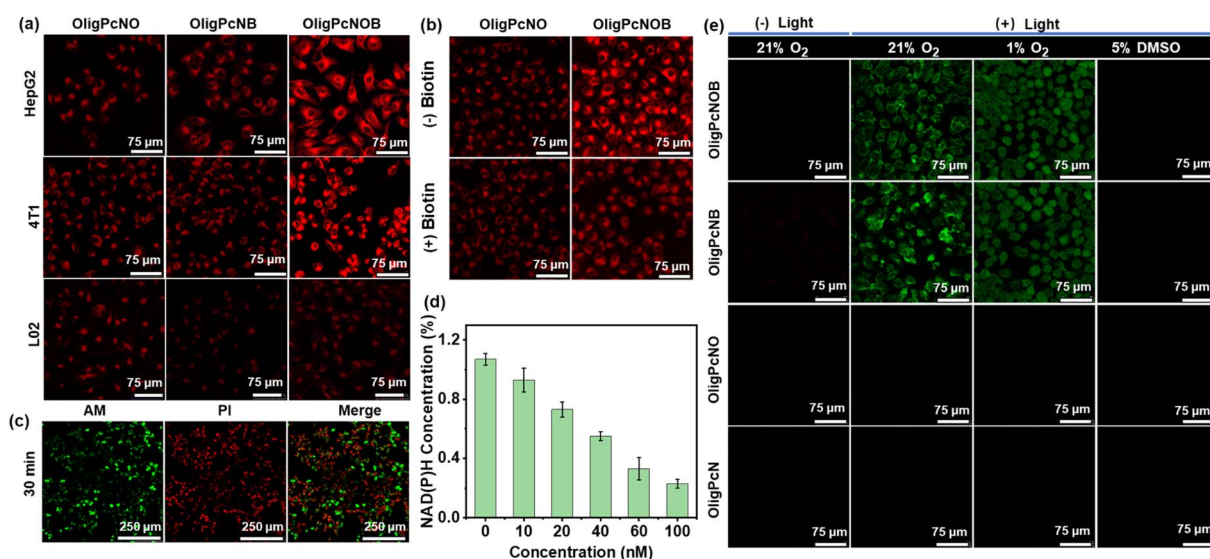 (a) OligPcNO OligPcNB OligPcNOB
HepG2
75 µm 75 µm 75 µm
4T1
75 µm 75 µm 75 µm
L02
75 µm 75 µm 75 µm
(b) OligPcNO OligPcNOB
(-) Biotin
75 µm 75 µm
(+) Biotin
75 µm 75 µm
(c) AM PI Merge
30 min
250 µm 250 µm 250 µm
(d)
NAD(P)H Concentration (%)
1.2
0.8
0.4
0.0
0 10 20 40 60 100
Concentration (nM)
(e) (-) Light (+) Light
21% O2 21% O2 1% O2 5% DMSO
OligPcNOB
75 µm 75 µm 75 µm 75 µm
OligPcNB
75 µm 75 µm 75 µm 75 µm
OligPcNO
75 µm 75 µm 75 µm 75 µm
OligPcN
75 µm 75 µm 75 µm 75 µm